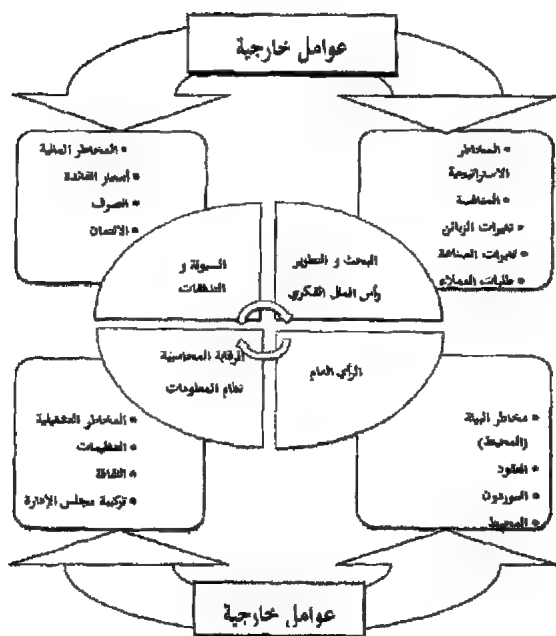 عوامل خارجية
• المخاطر
الاستراتيجية
• المنافسة
• تغيرات الزبائن
• تغيرات الصناعة
• طلبات العملاء
• المخاطر المالية
• أسعار الفائدة
• الصرف
• الائتمان
البحث و التطوير
رأس المال الفكري
السيولة و
التدفقات
الرأي العام
الرقابة المحاسبية
نظام المعلومات
• مخاطر البيئة
(المحيط)
• العقود
• الموردون
• المحيط
• المخاطر التشغيلية
• التنظيمات
• الثقافة
• تركيبة مجلس الإدارة
عوامل خارجية